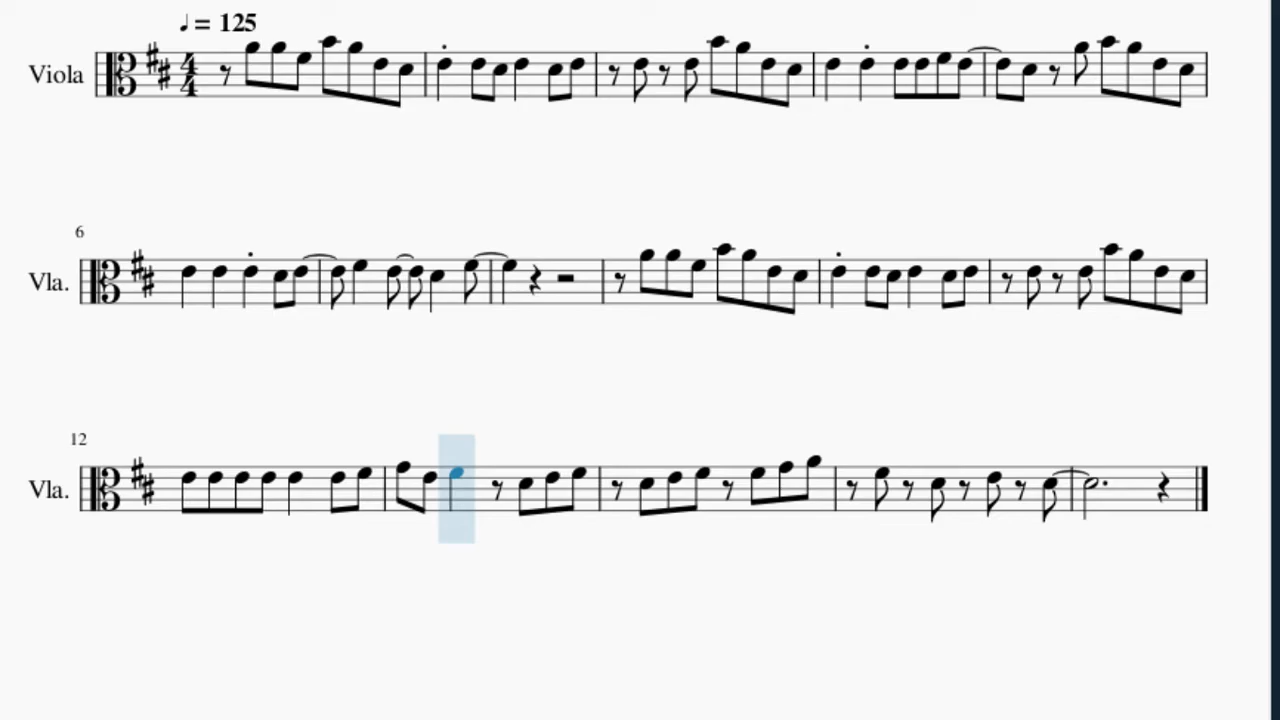 ♩ = 125
Viola
4
4
6
Vla.
12
Vla.